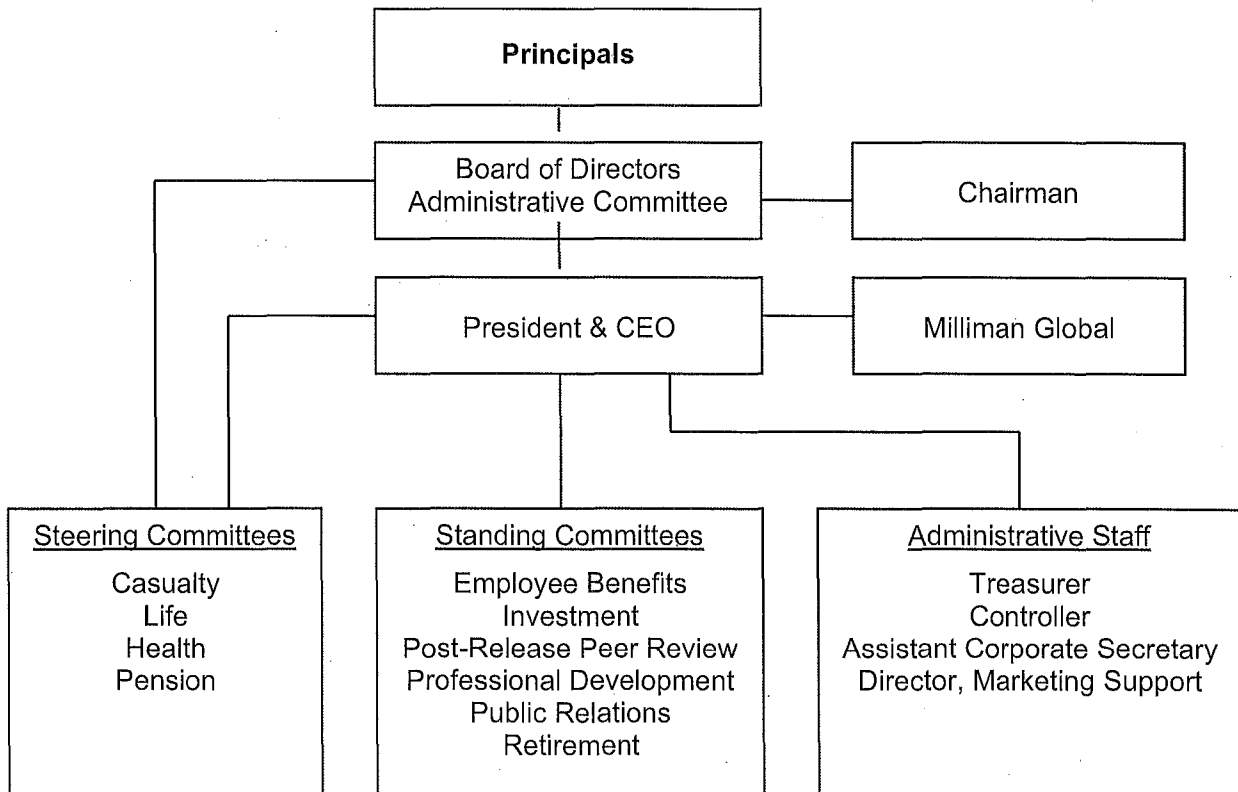 Principals
Board of Directors
Administrative Committee
Chairman
President & CEO
Milliman Global
Steering Committees
Casualty
Life
Health
Pension
Standing Committees
Employee Benefits
Investment
Post-Release Peer Review
Professional Development
Public Relations
Retirement
Administrative Staff
Treasurer
Controller
Assistant Corporate Secretary
Director, Marketing Support